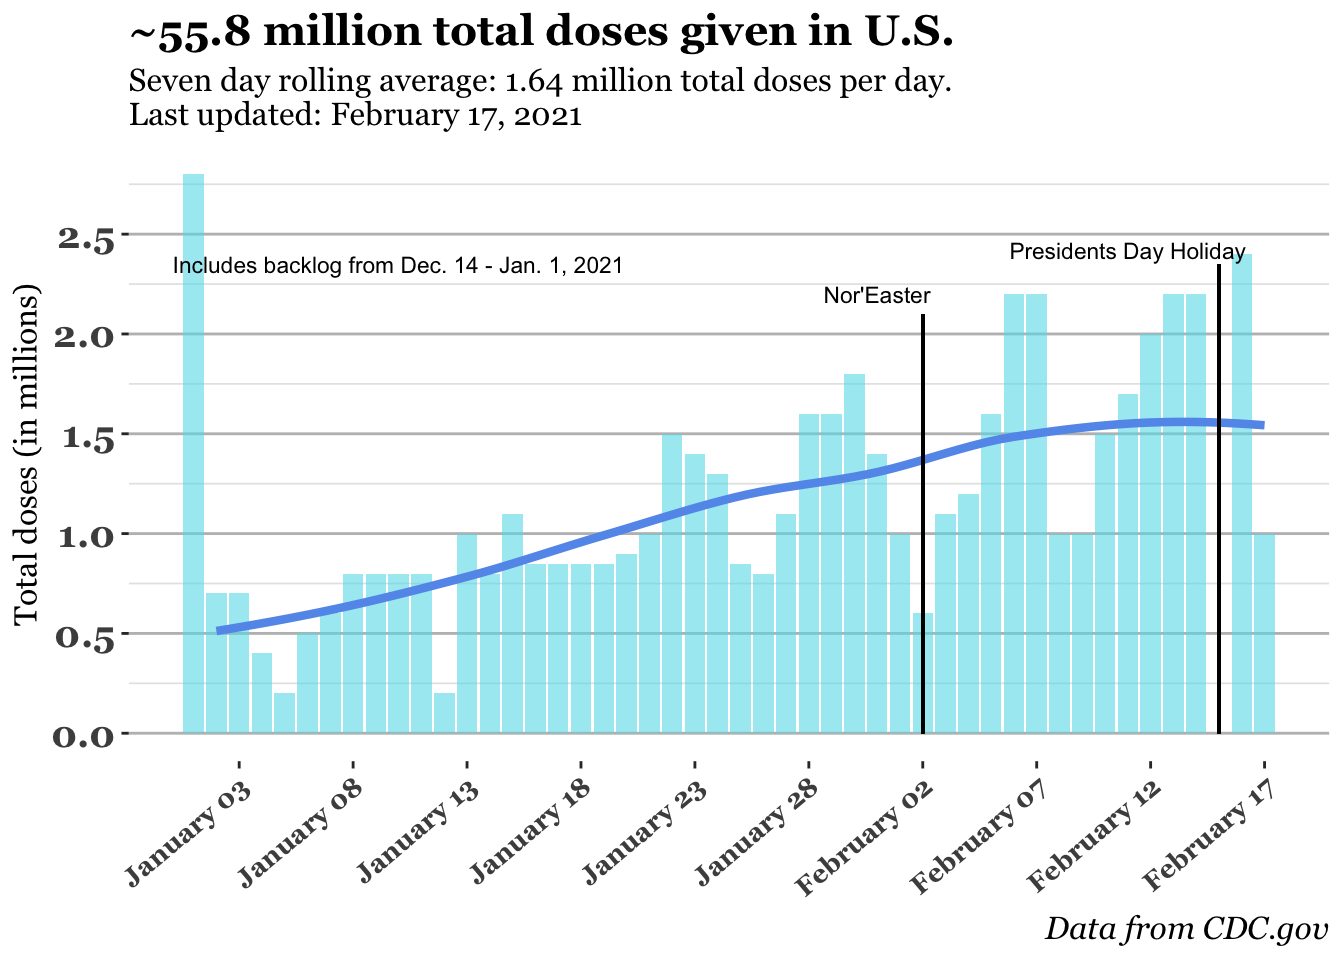 ~55.8 million total doses given in U.S.
Seven day rolling average: 1.64 million total doses per day.
Last updated: February 17, 2021
Total doses (in millions)
2.5
2.0
1.5
1.0
0.5
0.0
Presidents Day Holiday
Includes backlog from Dec. 14 - Jan. 1, 2021
Nor'Easter
January 03
January 08
January 13
January 18
January 23
January 28
February 02
February 07
February 12
February 17
Data from CDC.gov